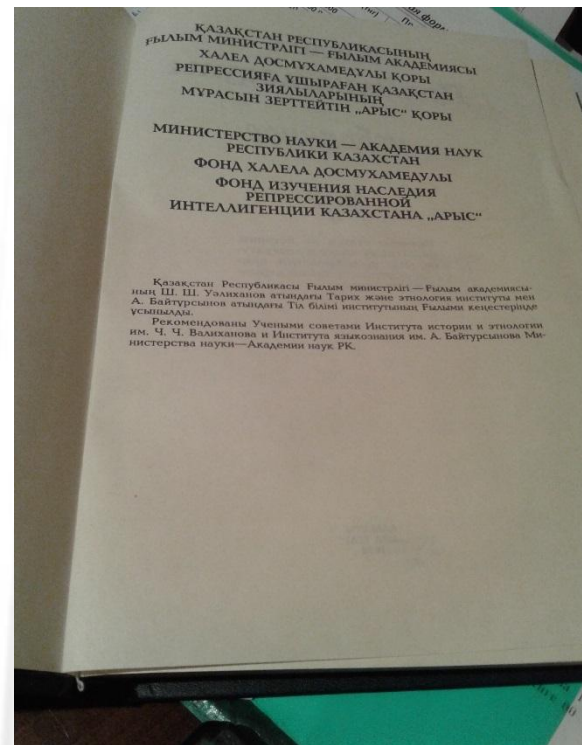 ҚАЗАҚСТАН РЕСПУБЛИКАСЫНЫҢ
ҒЫЛЫМ МИНИСТРЛІГІ — ҒЫЛЫМ АКАДЕМИЯСЫ
ХАЛЕЛ ДОСМҰХАМЕДҰЛЫ ҚОРЫ
РЕПРЕССИЯҒА ҰШЫРАҒАН ҚАЗАҚСТАН
ЗИЯЛЫЛАРЫНЫҢ
МҰРАСЫН ЗЕРТТЕЙТІН „АРЫС“ ҚОРЫ
МИНИСТЕРСТВО НАУКИ — АКАДЕМИЯ НАУК
РЕСПУБЛИКИ КАЗАХСТАН
ФОНД ХАЛЕЛА ДОСМУХАМЕДУЛЫ
ФОНД ИЗУЧЕНИЯ НАСЛЕДИЯ
РЕПРЕССИРОВАННОЙ
ИНТЕЛЛИГЕНЦИИ КАЗАХСТАНА „АРЫС“
Қазақстан Республикасы Ғылым министрлігі — Ғылым академиясы-
ның Ш. Ш. Уәлиханов атындағы Тарих және этнология институты мен
А. Байтұрсынов атындағы Тіл білімі институтының Ғылыми кеңестерінде
ұсынылды.
Рекомендованы Учеными советами Института истории и этнологии
им. Ч. Ч. Валиханова и Института языкознания им. А. Байтурсынова Ми-
нистерства науки—Академии наук РК.